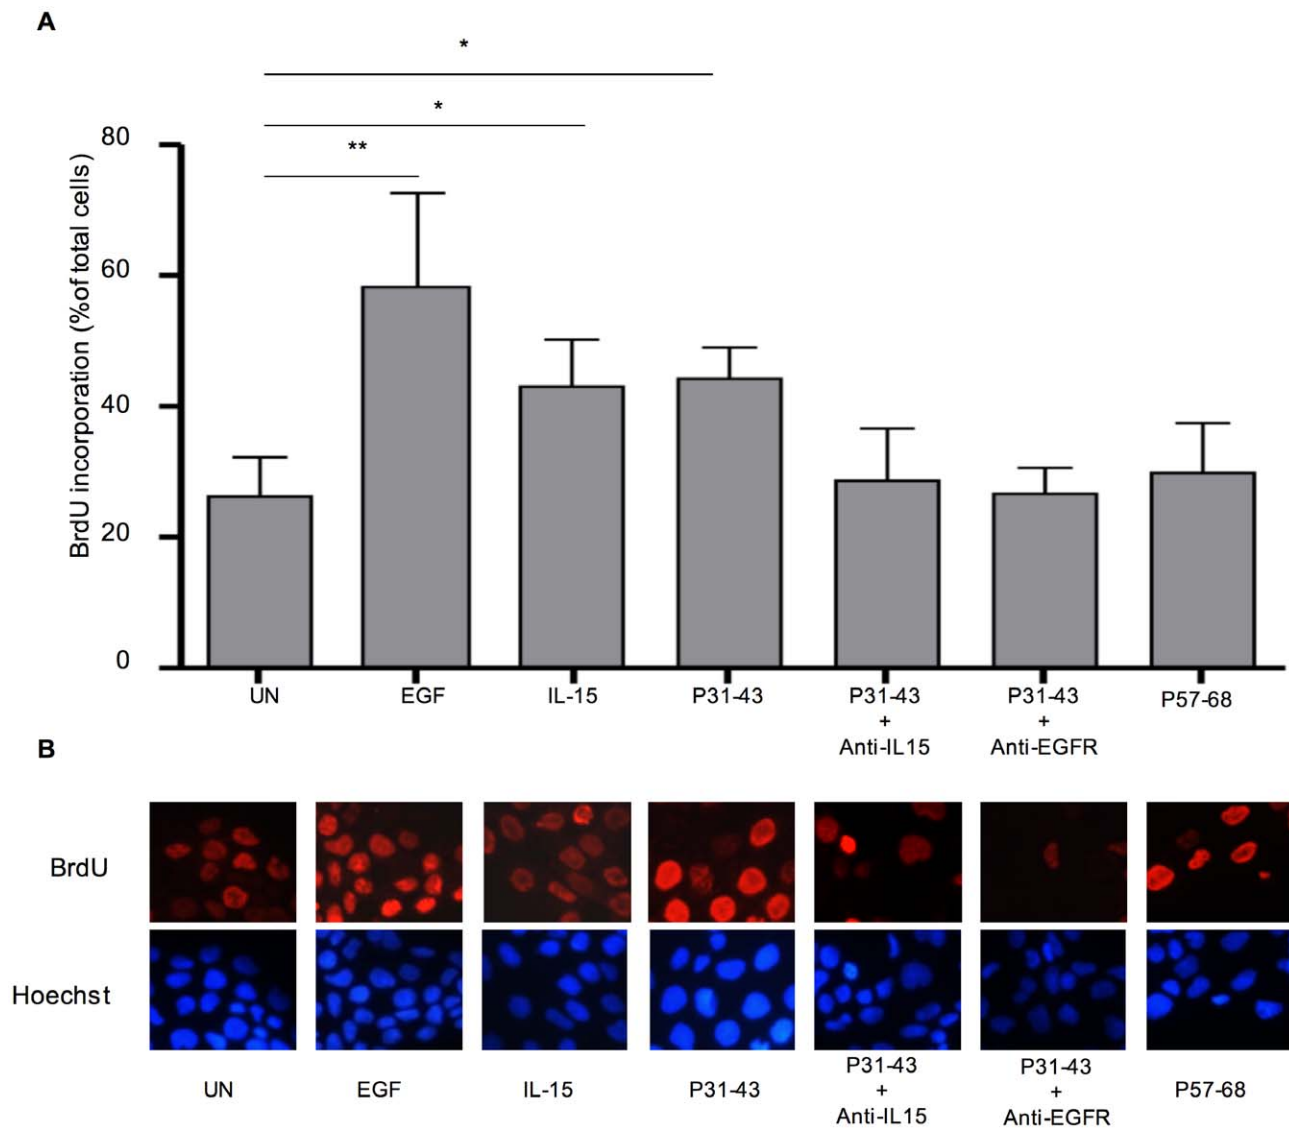 A
*
*
**
BrdU incorporation (%of total cells)
80
60
40
20
0
UN
EGF
IL-15
P31-43
P31-43
+
Anti-IL15
P31-43
+
Anti-EGFR
P57-68
B
BrdU
Hoechst
UN
EGF
IL-15
P31-43
P31-43
+
Anti-IL15
P31-43
+
Anti-EGFR
P57-68